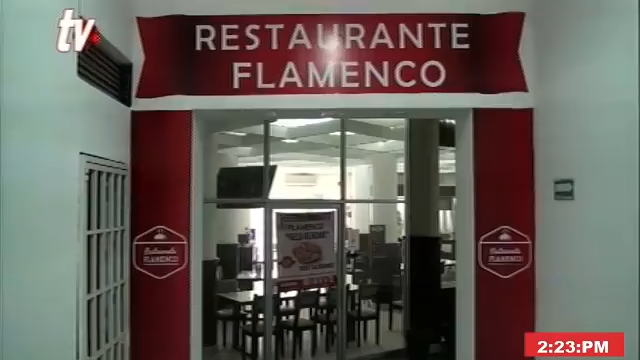 tv
RESTAURANTE
FLAMENCO
FLAMENCO
Restaurante
FLAMENCO
Restaurante
FLAMENCO
2:23:PM